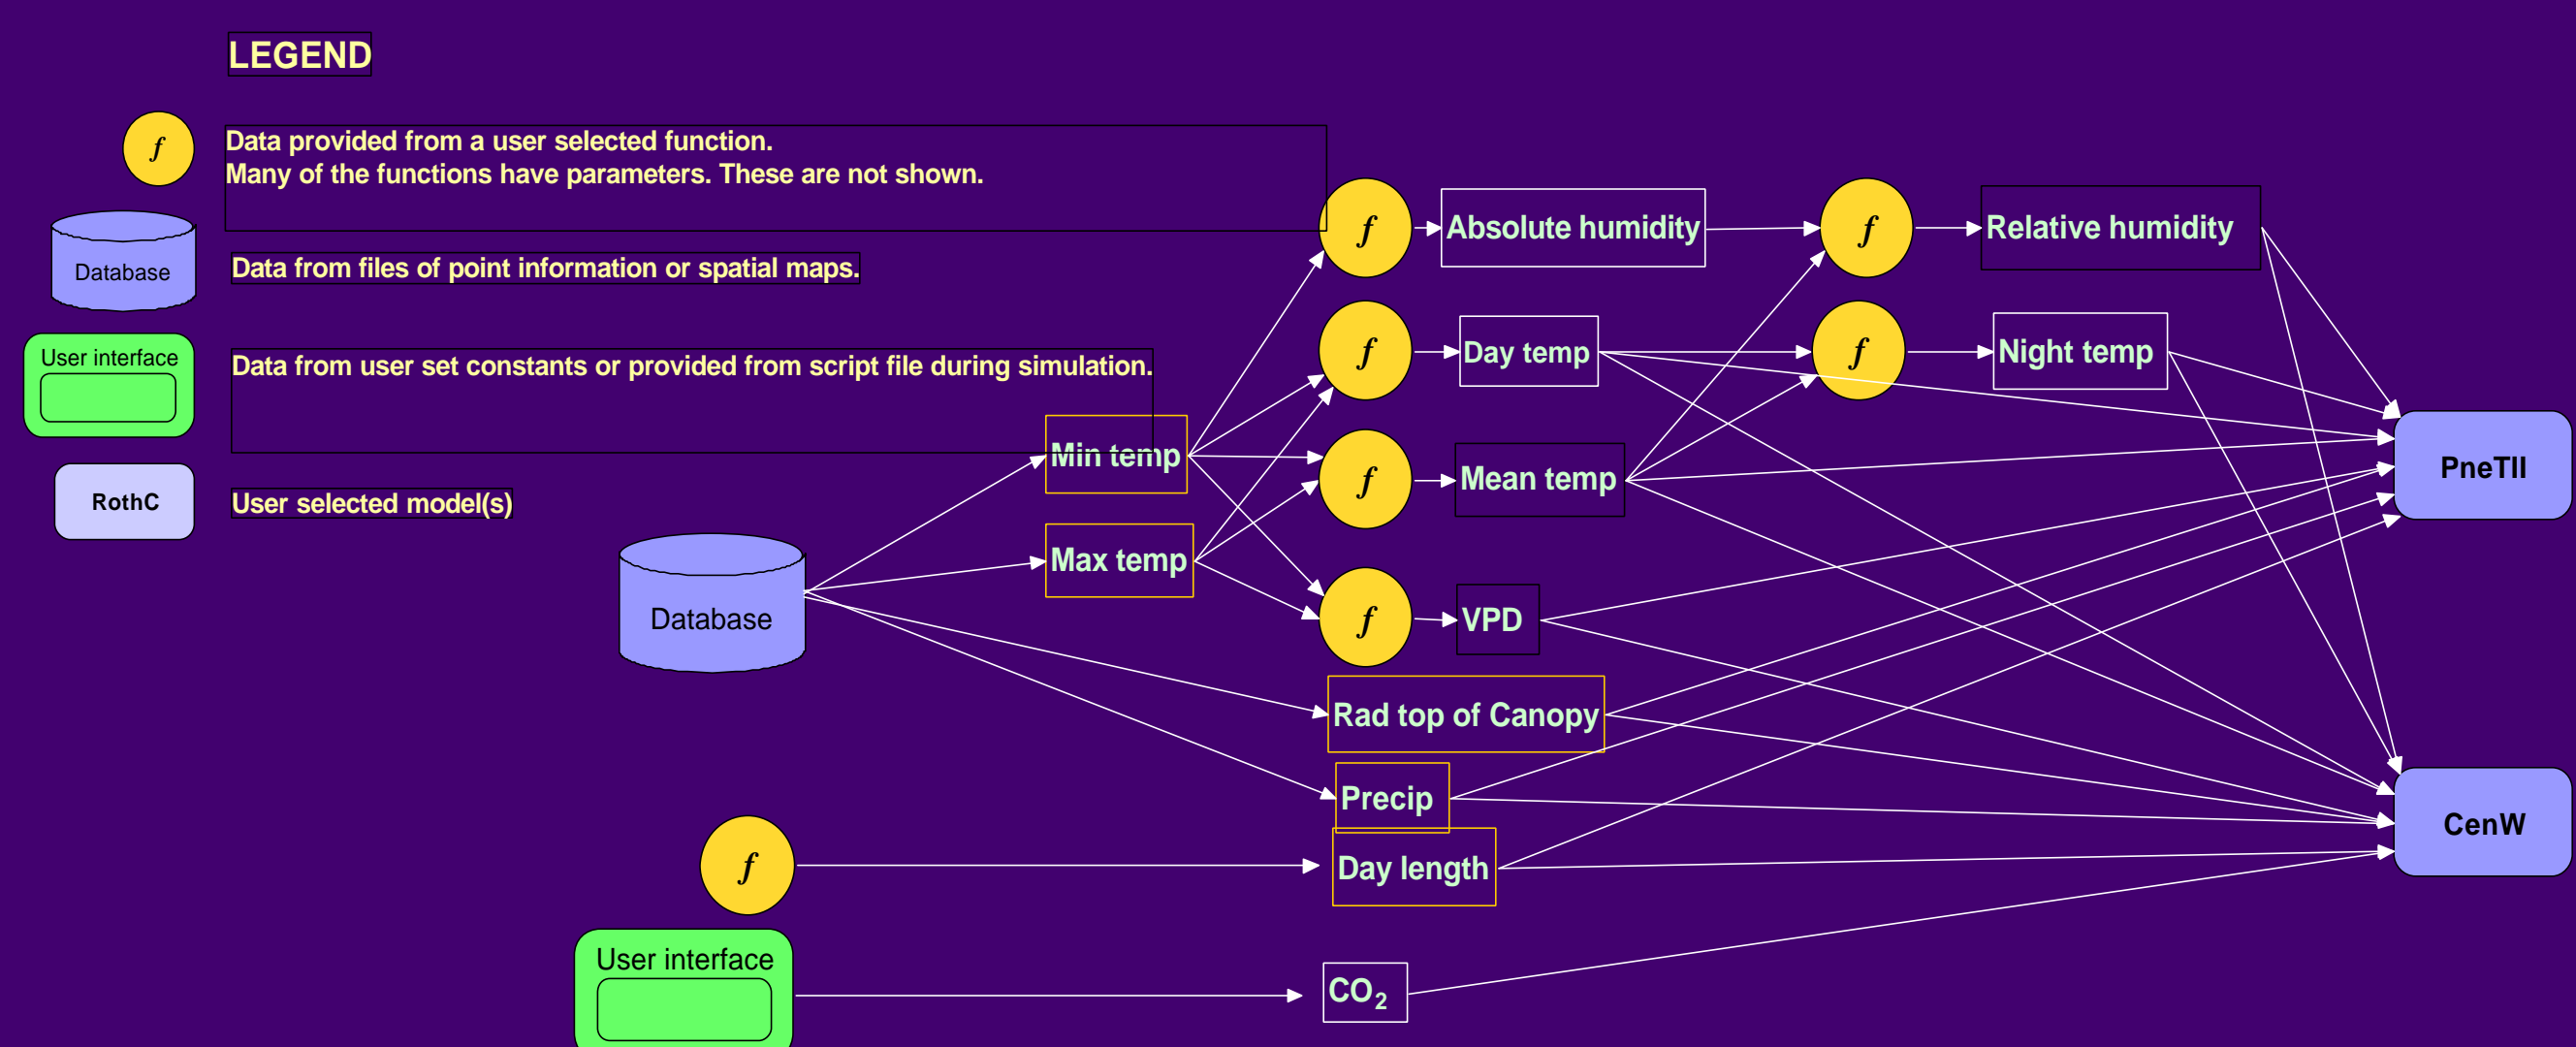 LEGEND
f
Data provided from a user selected function.
Many of the functions have parameters. These are not shown.
Database
Data from files of point information or spatial maps.
User interface
Data from user set constants or provided from script file during simulation.
RothC
User selected model(s)
f
Absolute humidity
f
Relative humidity
f
Day temp
f
Night temp
Min temp
f
Mean temp
PneTII
Max temp
Database
f
VPD
Rad top of Canopy
Precip
CenW
f
Day length
User interface
CO2